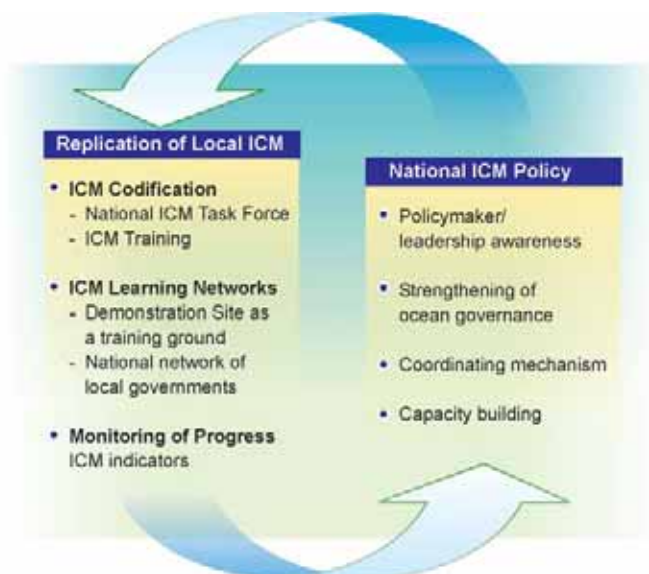 Replication of Local ICM
• ICM Codification
- National ICM Task Force
- ICM Training
• ICM Learning Networks
- Demonstration Site as
a training ground
- National network of
local governments
• Monitoring of Progress
ICM indicators
National ICM Policy
• Policymaker/
leadership awareness
• Strengthening of
ocean governance
• Coordinating mechanism
• Capacity building